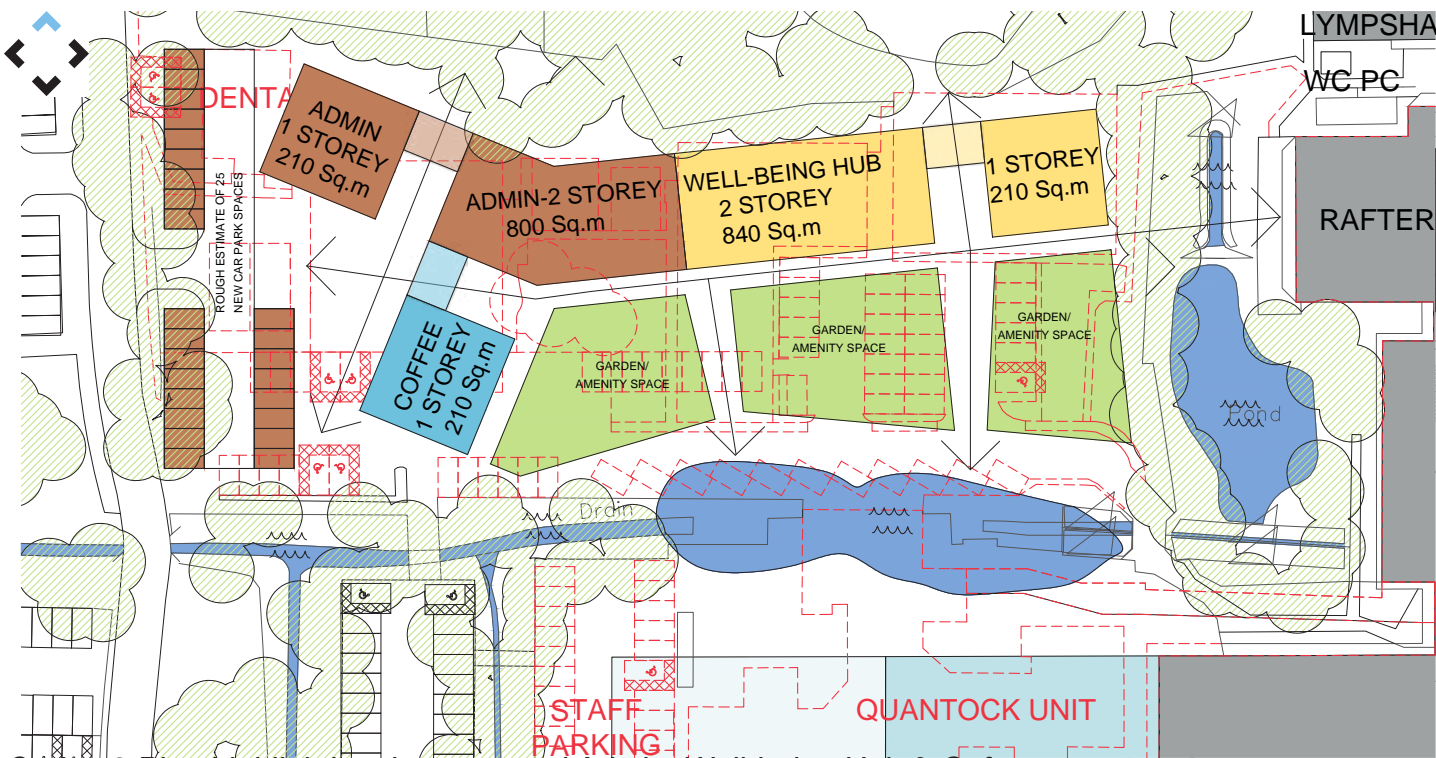 LYMPSHA
WC PC
DENTA
ADMIN
1 STOREY
210 Sq.m
ADMIN-2 STOREY
800 Sq.m
WELL-BEING HUB
2 STOREY
840 Sq.m
1 STOREY
210 Sq.m
RAFTER
ROUGH ESTIMATE OF 25
NEW CAR PARK SPACES
COFFEE
1 STOREY
210 Sq.m
GARDEN/
AMENITY SPACE
GARDEN/
AMENITY SPACE
GARDEN/
AMENITY SPACE
Pond
Drain
STAFF
PARKING
QUANTOCK UNIT